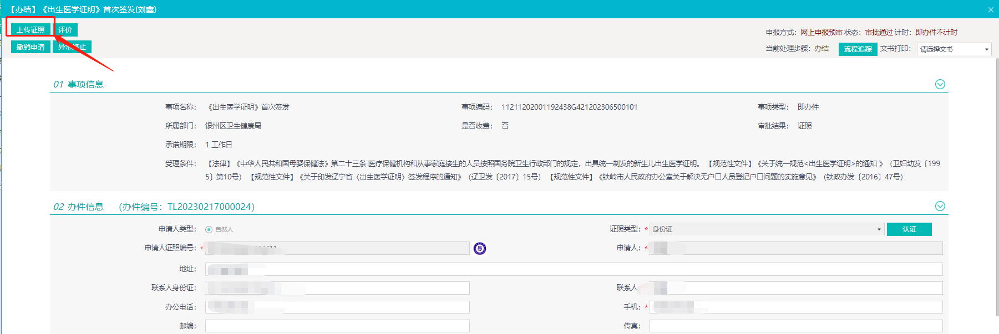 【办结】《出生医学证明》首次签发(刘鑫)
上传证照 评价
撤销申请 异常终止
申报方式：网上申报预审 状态：审批通过 计时：即办件不计时
当前处理步骤：办结 流程追踪 文书打印：请选择文书
01 事项信息
事项名称：《出生医学证明》首次签发 事项编码：11211202001192438G421202306500101 事项类型：即办件
所属部门：银州区卫生健康局 是否收费：否 审批结果：证照
承诺期限：1 工作日
受理条件：【法律】《中华人民共和国母婴保健法》第二十三条 医疗保健机构和从事家庭接生的人员按照国务院卫生行政部门的规定，出具统一制发的新生儿出生医学证明。【规范性文件】《关于统一规范<出生医学证明>的通知 》（卫妇幼发〔199
5〕第10号）【规范性文件】《关于印发辽宁省〈出生医学证明〉签发程序的通知》（辽卫发〔2017〕15号）【规范性文件】《铁岭市人民政府办公室关于解决无户口人员登记户口问题的实施意见》（铁政办发〔2016〕47号）
02 办件信息 （办件编号：TL20230217000024）
申请人类型：自然人 证照类型：* 身份证 认证
申请人证照编号：* 申请人：*
地址：
联系人身份证： 联系人
办公电话： 手机：*
邮编： 传真：